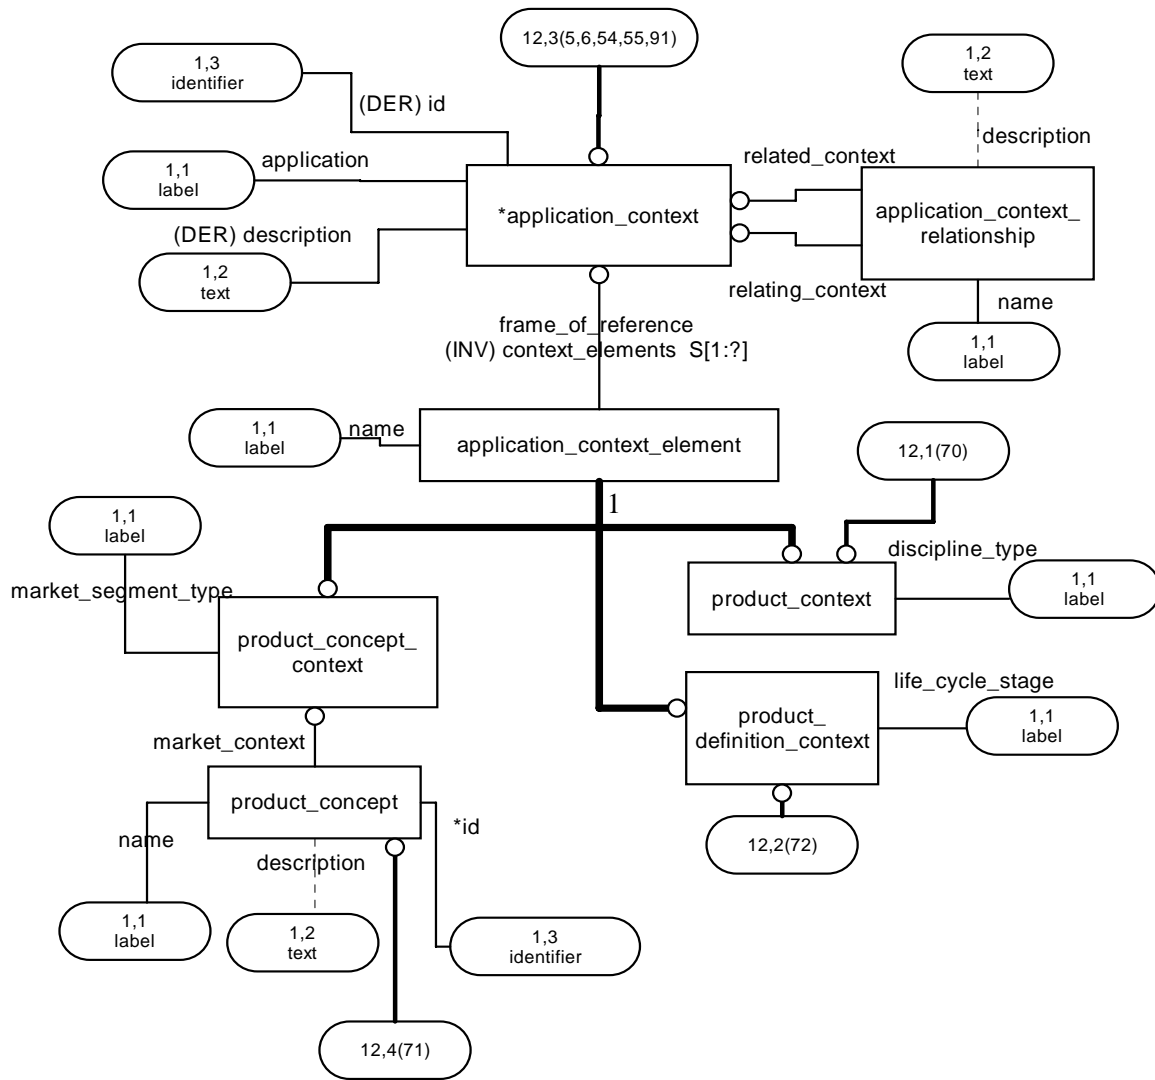 12,3(5,6,54,55,91)
1,3
identifier
(DER) id
1,2
text
description
application
1,1
label
related_context
*application_context
application_context_
relationship
(DER) description
1,2
text
relating_context
name
1,1
label
frame_of_reference
(INV) context_elements S[1:?]
1,1
label
name
application_context_element
12,1(70)
1
1,1
label
market_segment_type
discipline_type
product_context
1,1
label
product_concept_
context
life_cycle_stage
product_
definition_context
1,1
label
market_context
product_concept
name
description
*id
12,2(72)
1,1
label
1,2
text
1,3
identifier
12,4(71)